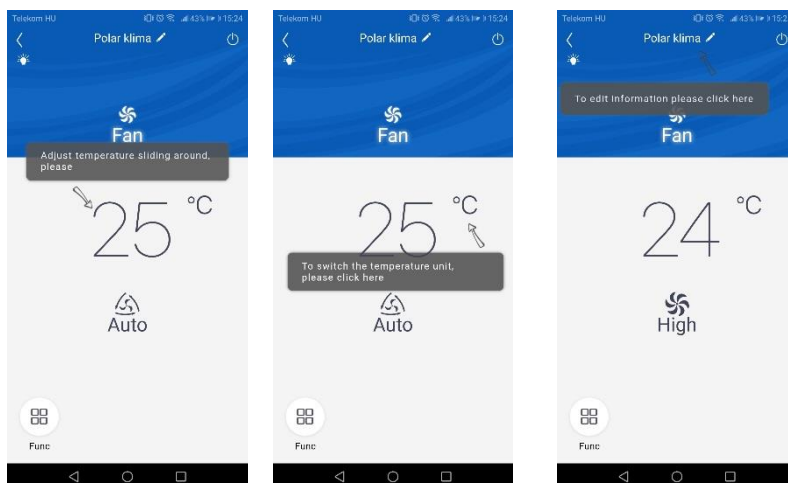 Telekom HU 43% 15:24
Polar klima
Fan
Adjust temperature sliding around,
please
25 °C
Auto
Func
Telekom HU 43% 15:24
Polar klima
Fan
25 °C
To switch the temperature unit,
please click here
Auto
Func
Telekom HU 43% 15:2
Polar klima
To edit information please click here
Fan
24 °C
High
Func